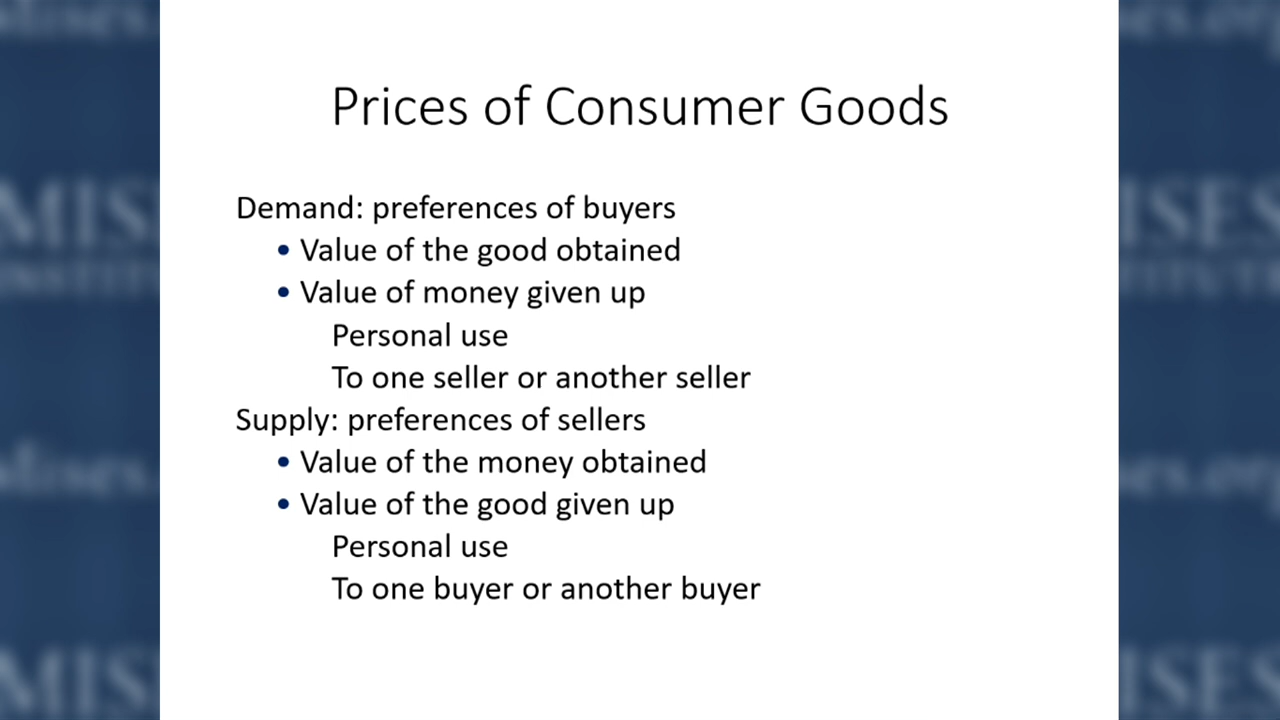 Prices of Consumer Goods
Demand: preferences of buyers
• Value of the good obtained
• Value of money given up
Personal use
To one seller or another seller
Supply: preferences of sellers
• Value of the money obtained
• Value of the good given up
Personal use
To one buyer or another buyer